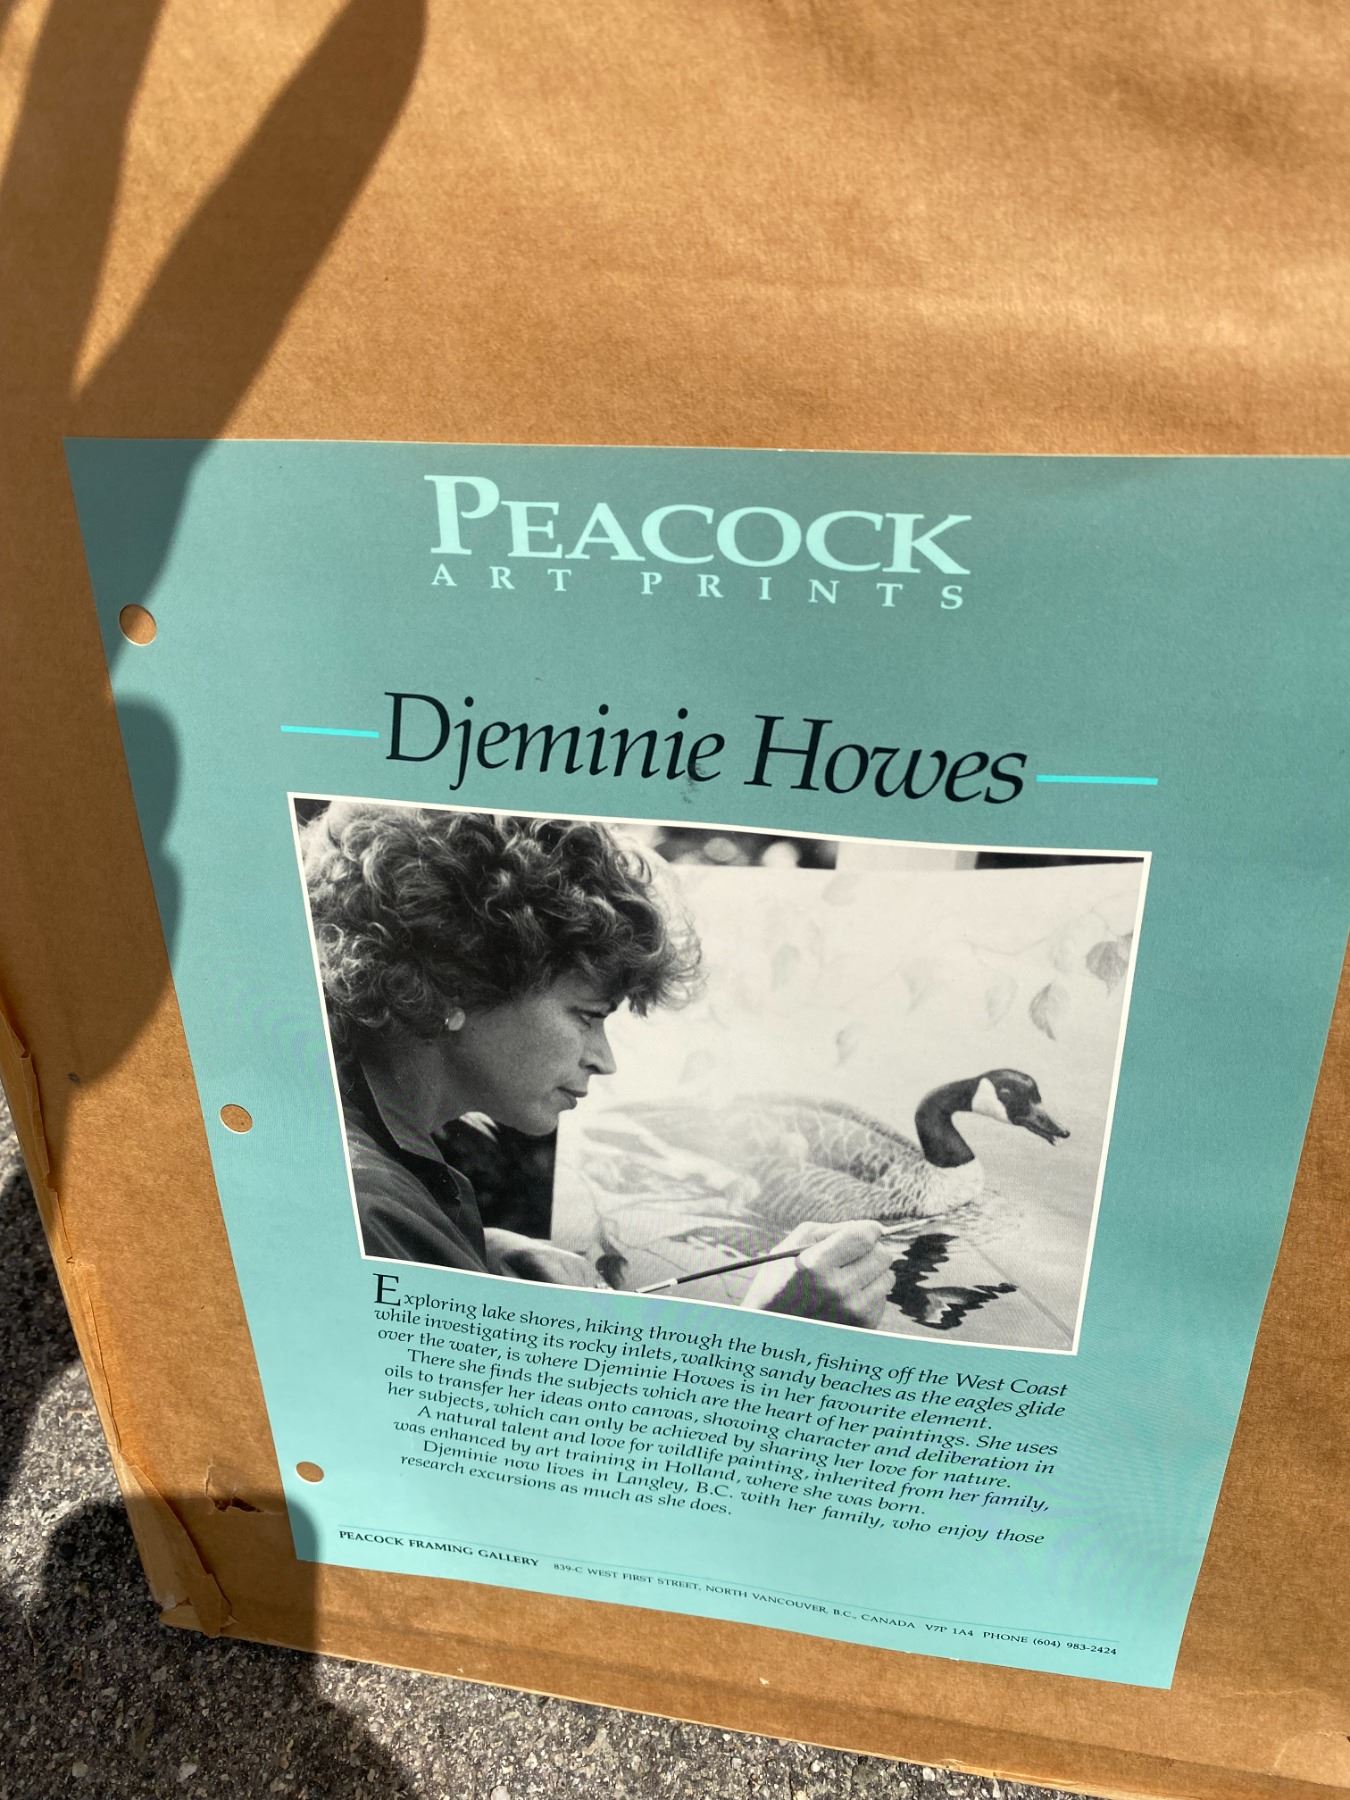 PEACOCK
ART PRINTS
Djeminie Howes
Exploring lake shores, hiking through the bush, fishing off the West Coast
while investigating its rocky inlets, walking sandy beaches as the eagles glide
over the water, is where Djeminie Howes is in her favourite element.
There she finds the subjects which are the heart of her paintings. She uses
oils to transfer her ideas onto canvas, showing character and deliberation in
her subjects, which can only be achieved by sharing her love for nature.
A natural talent and love for wildlife painting, inherited from her family,
was enhanced by art training in Holland, where she was born.
Djeminie now lives in Langley, B.C. with her family, who enjoy those
research excursions as much as she does.
PEACOCK FRAMING GALLERY 839-C WEST FIRST STREET, NORTH VANCOUVER, B.C., CANADA V7P 1A4 PHONE (604) 983-2424